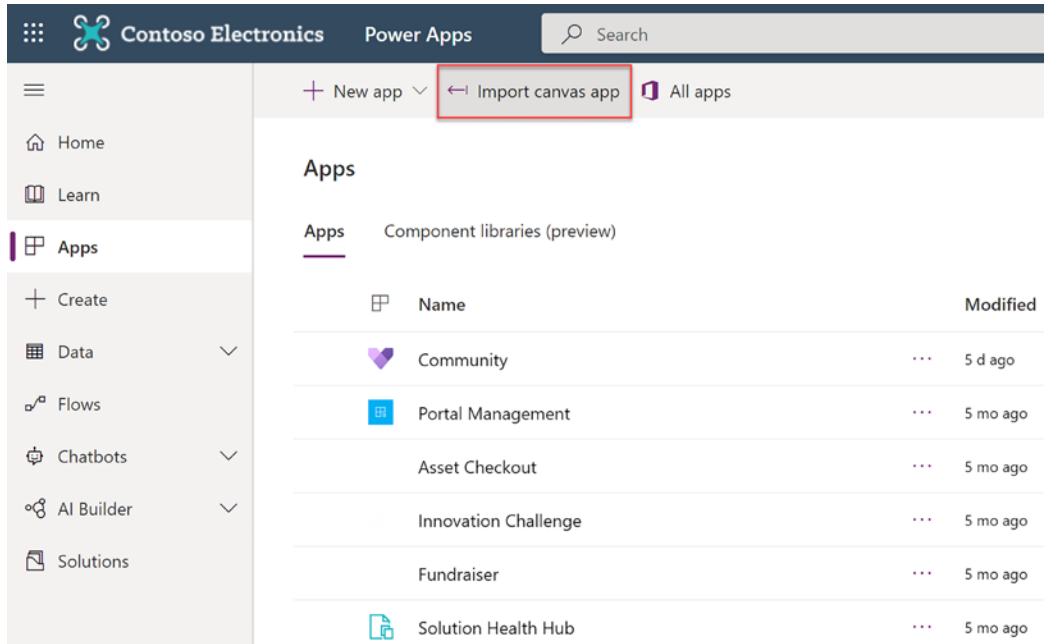 Contoso Electronics Power Apps Search
New app Import canvas app All apps
Home
Learn
Apps
Create
Data
Flows
Chatbots
AI Builder
Solutions
Apps
Apps Component libraries (preview)
Name Modified
Community ... 5 d ago
Portal Management ... 5 mo ago
Asset Checkout ... 5 mo ago
Innovation Challenge ... 5 mo ago
Fundraiser ... 5 mo ago
Solution Health Hub ... 5 mo ago